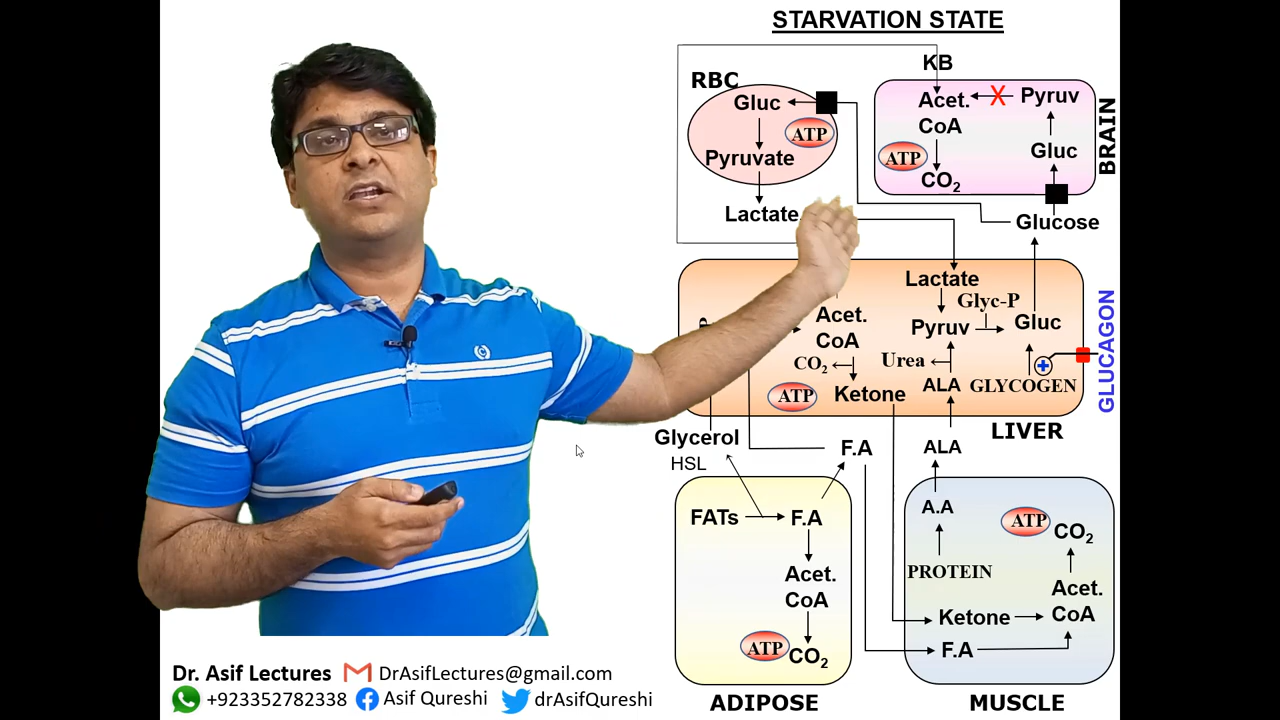 STARVATION STATE
RBC
Gluc
ATP
Pyruvate
Lactate
KB
Acet.
CoA
Pyruv
X
ATP
Gluc
CO₂
BRAIN
Glucose
Lactate
Glyc-P
Acet.
CoA
Pyruv
Gluc
CO₂
Urea
ALA
GLYCOGEN
ATP
Ketone
GLUCAGON
LIVER
Glycerol
HSL
F.A
ALA
FATs
F.A
Acet.
CoA
ATP
CO₂
ADIPOSE
A.A
PROTEIN
ATP
CO₂
Acet.
CoA
Ketone
F.A
MUSCLE
Dr. Asif Lectures
DrAsifLectures@gmail.com
+923352782338
Asif Qureshi
drAsifQureshi